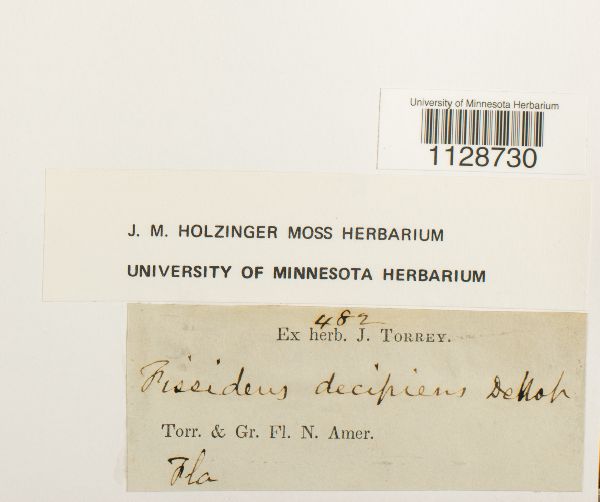 University of Minnesota Herbarium
1128730
J. M. HOLZINGER MOSS HERBARIUM
UNIVERSITY OF MINNESOTA HERBARIUM
482
Ex herb. J. TORREY.
Fissidens decipiens DeNot
Torr. & Gr. Fl. N. Amer.
Fla